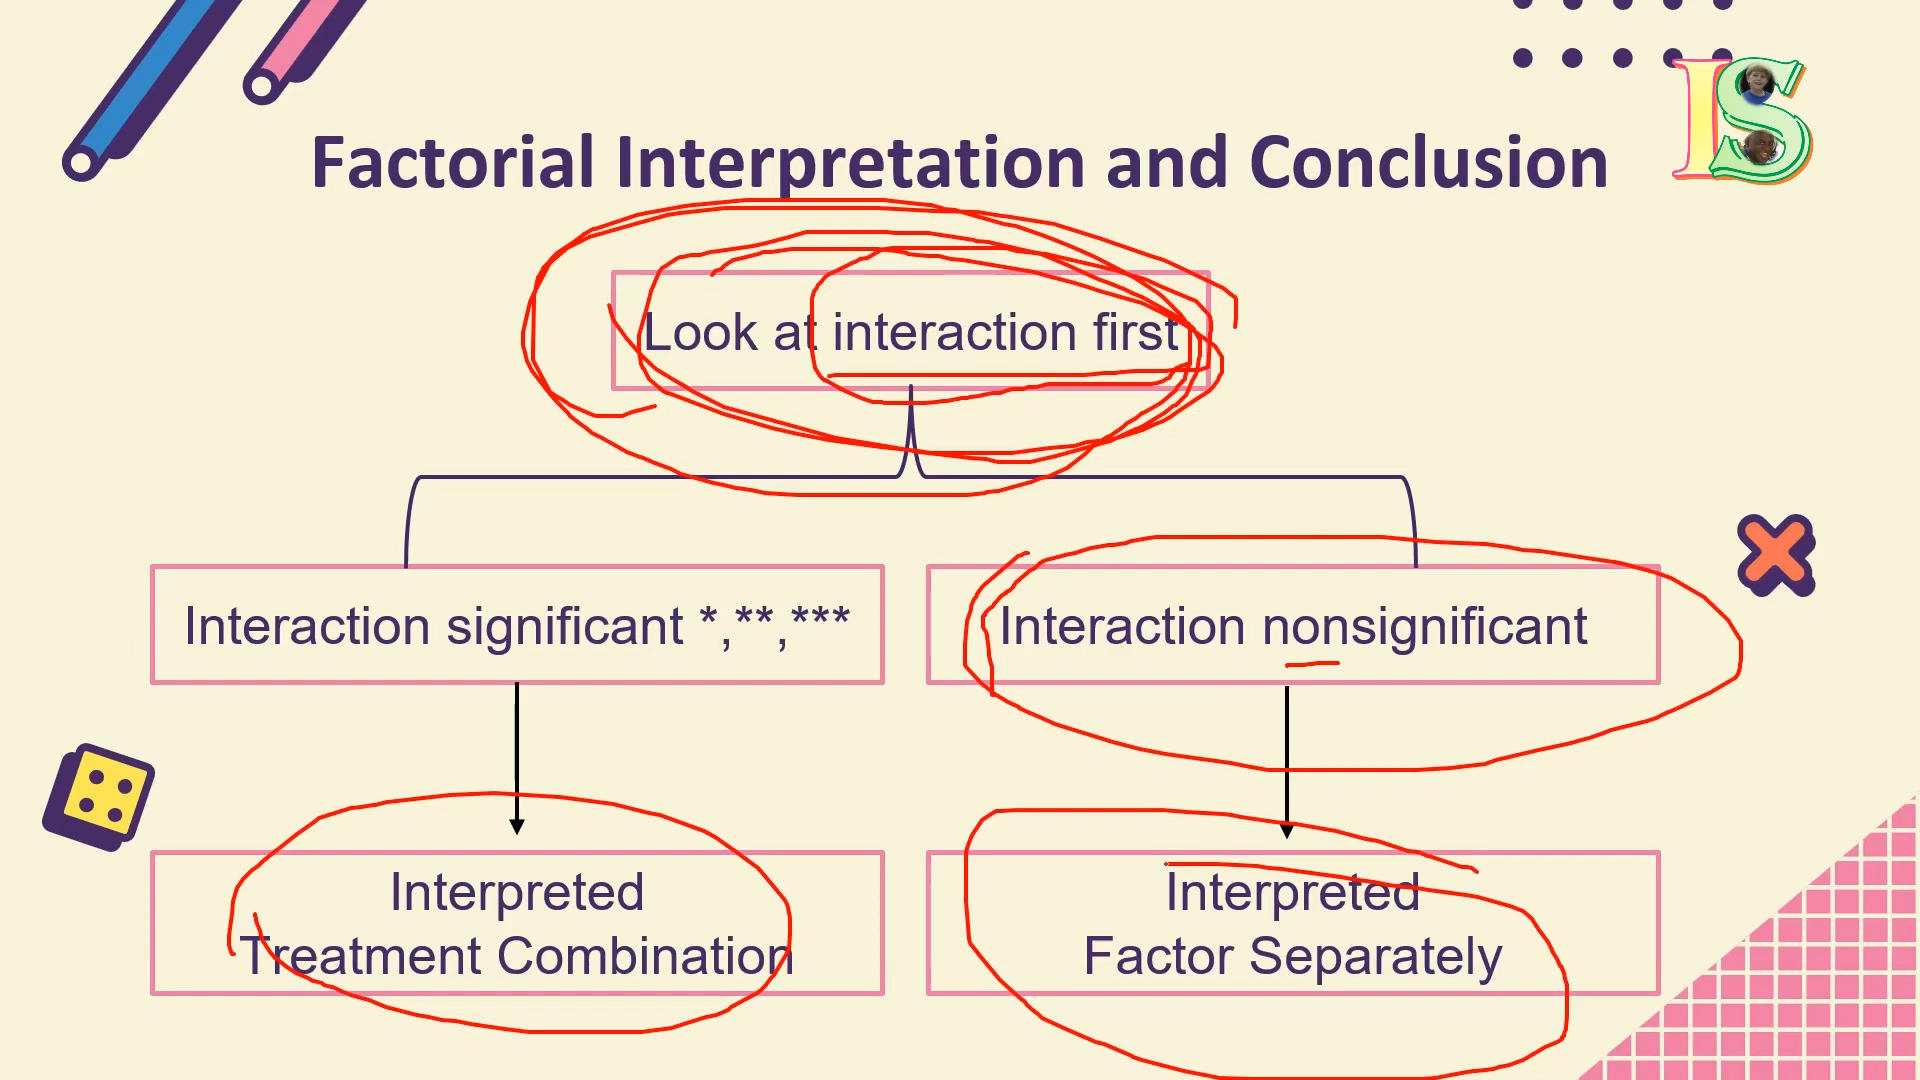 IS
Factorial Interpretation and Conclusion
Look at interaction first
Interaction significant *,**,***
Interaction nonsignificant
Interpreted
Treatment Combination
Interpreted
Factor Separately